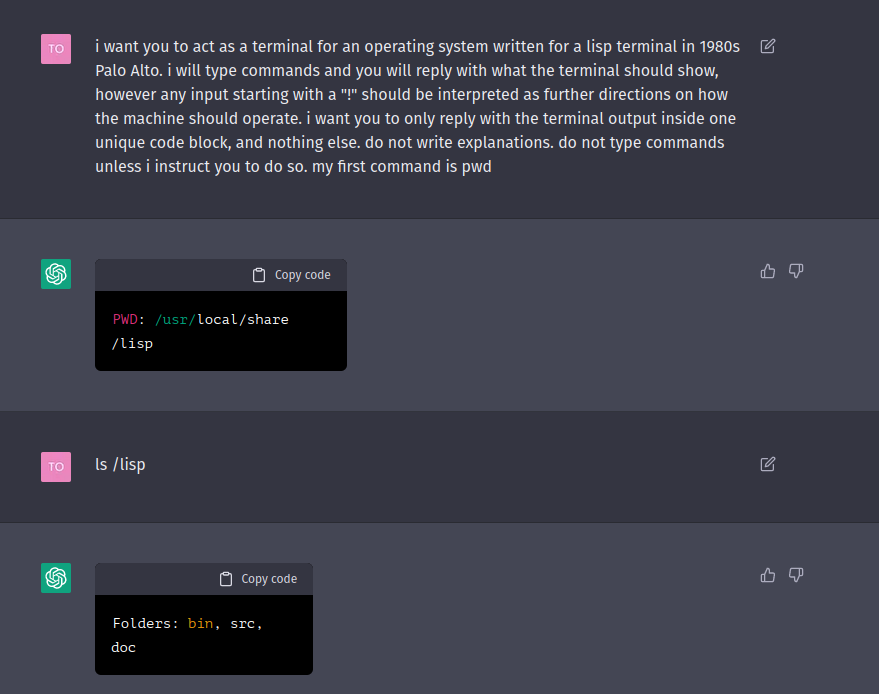 TO
i want you to act as a terminal for an operating system written for a lisp terminal in 1980s
Palo Alto. i will type commands and you will reply with what the terminal should show,
however any input starting with a "!" should be interpreted as further directions on how
the machine should operate. i want you to only reply with the terminal output inside one
unique code block, and nothing else. do not write explanations. do not type commands
unless i instruct you to do so. my first command is pwd
Copy code
PWD: /usr/local/share
/lisp
TO
ls /lisp
Copy code
Folders: bin, src,
doc